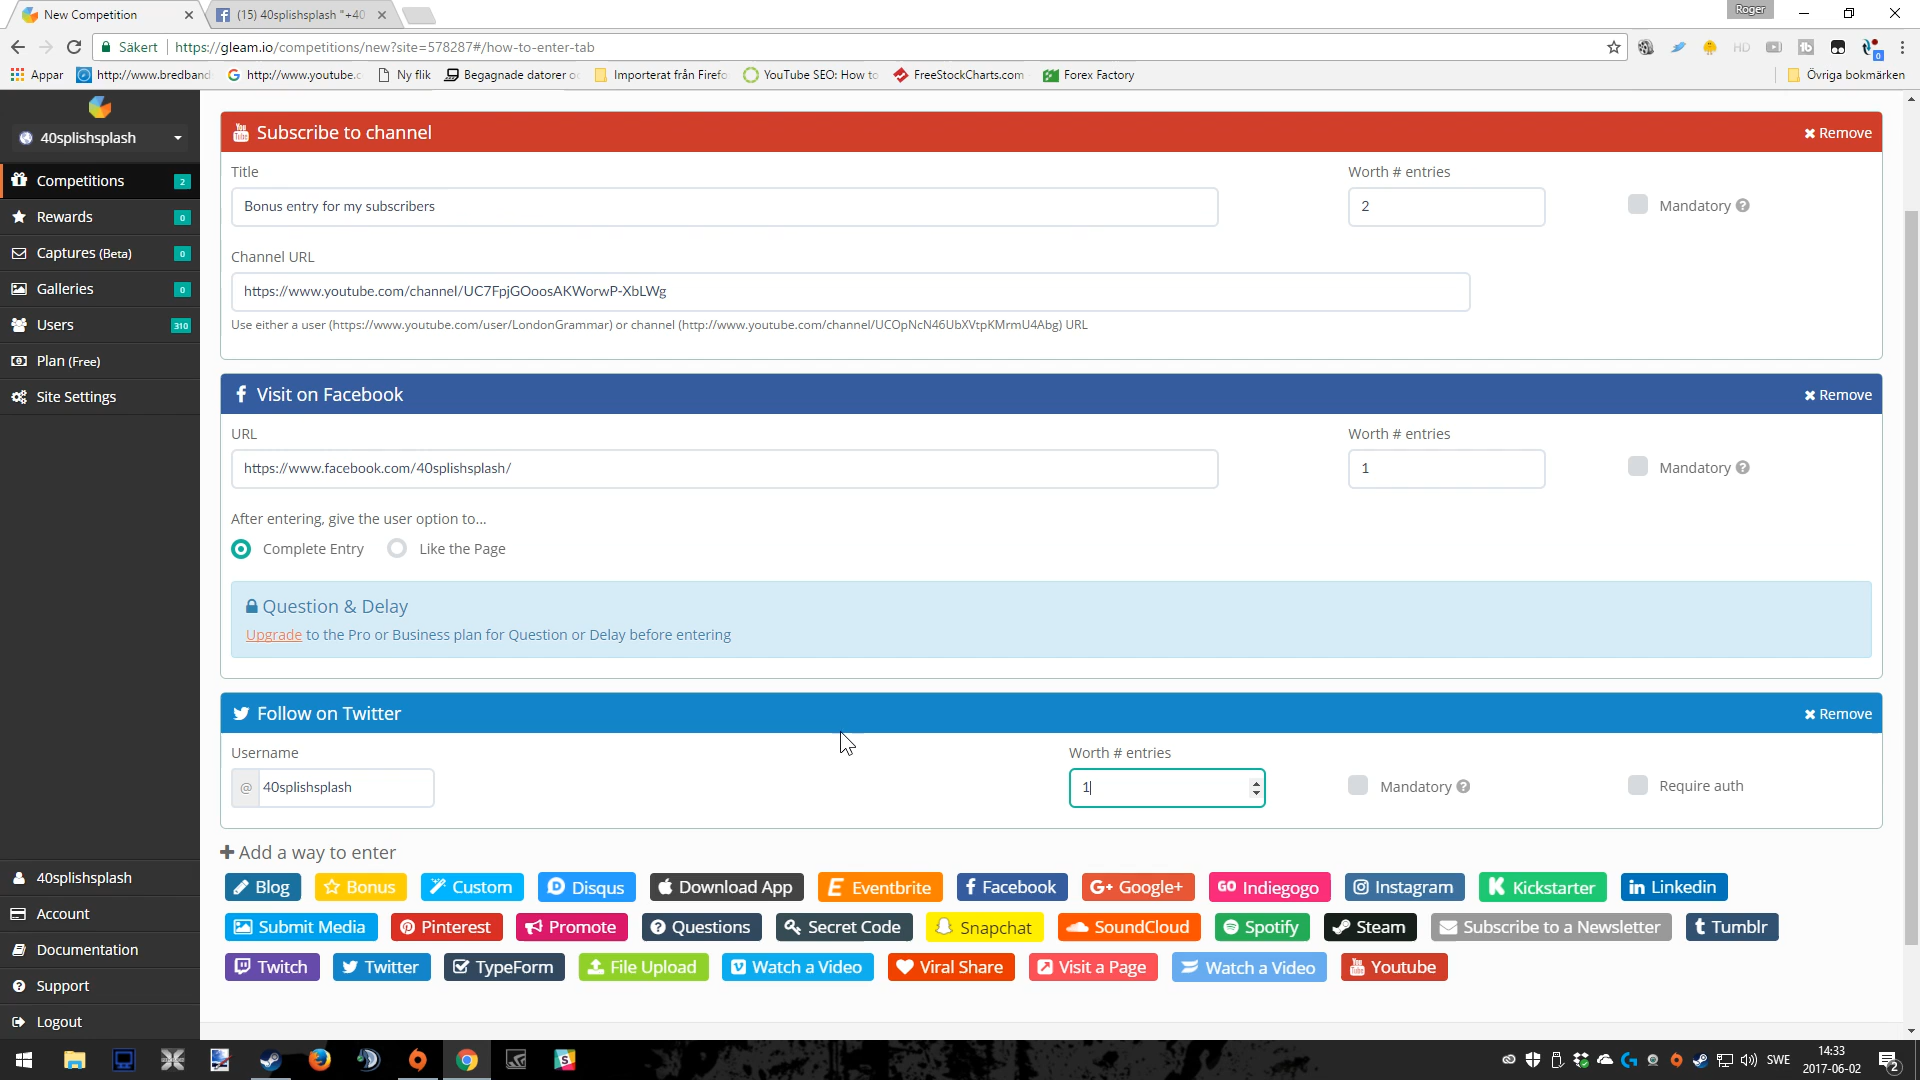 New Competition
(15) 40splishsplash "+40
Roger
Säkert
https://gleam.io/competitions/new?site=578287#/how-to-enter-tab
Appar
http://www.bredband
http://www.youtube.c
Ny flik
Begagnade datorer o
Importerat från Firefo
YouTube SEO: How to
FreeStockCharts.com
Forex Factory
Övriga bokmärken
40splishsplash
Competitions 2
Rewards 0
Captures (Beta) 0
Galleries 0
Users 310
Plan (Free)
Site Settings
40splishsplash
Account
Documentation
Support
Logout
Subscribe to channel
Remove
Title
Worth # entries
Bonus entry for my subscribers
2
Mandatory
Channel URL
https://www.youtube.com/channel/UC7FpjGOoosAKWorwP-XbLWg
Use either a user (https://www.youtube.com/user/LondonGrammar) or channel (http://www.youtube.com/channel/UCOpNcN46UbXVtpKMrmU4Abg) URL
Visit on Facebook
Remove
URL
Worth # entries
https://www.facebook.com/40splishsplash/
1
Mandatory
After entering, give the user option to...
Complete Entry
Like the Page
Question & Delay
Upgrade to the Pro or Business plan for Question or Delay before entering
Follow on Twitter
Remove
Username
Worth # entries
@ 40splishsplash
1
Mandatory
Require auth
Add a way to enter
Blog Bonus Custom Disqus Download App Eventbrite Facebook Google+ Indiegogo Instagram Kickstarter Linkedin
Submit Media Pinterest Promote Questions Secret Code Snapchat SoundCloud Spotify Steam Subscribe to a Newsletter Tumblr
Twitch Twitter TypeForm File Upload Watch a Video Viral Share Visit a Page Watch a Video Youtube
SWE
14:33
2017-06-02
2